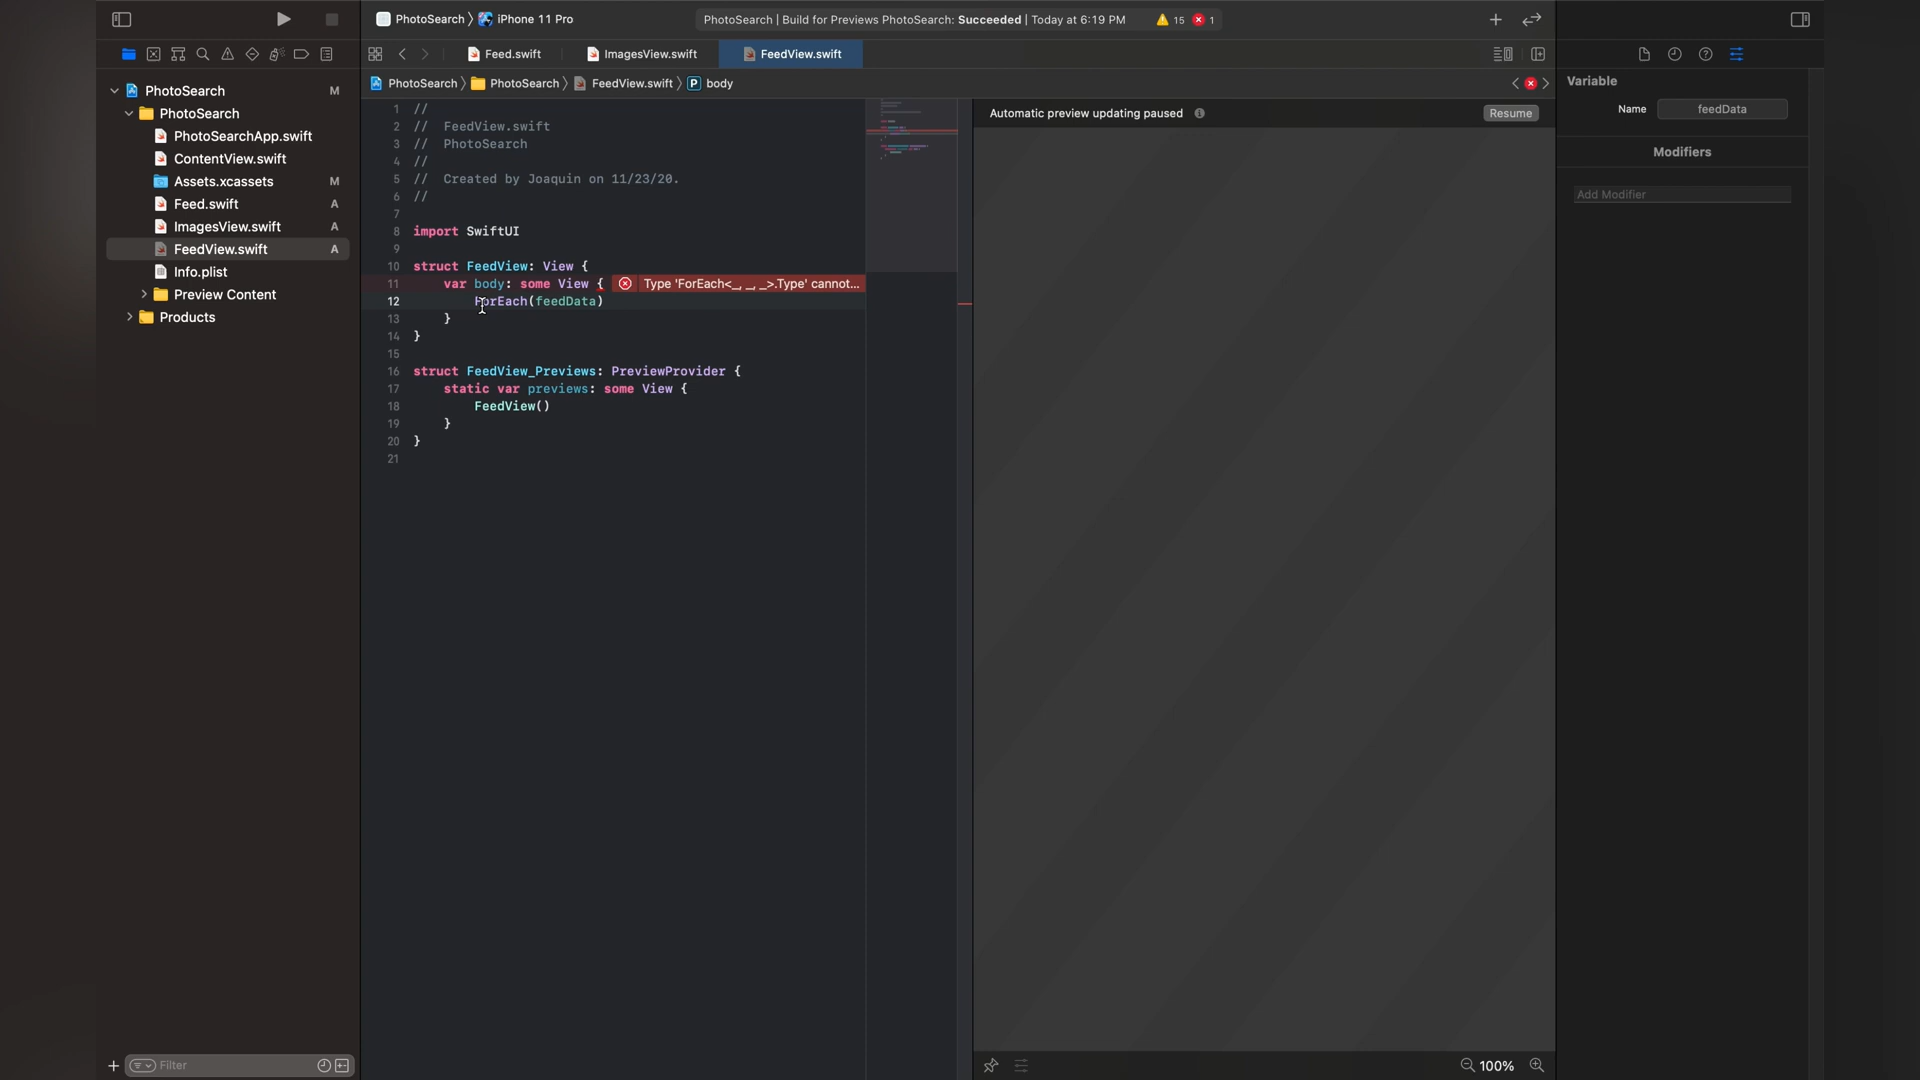 PhotoSearch 〉 iPhone 11 Pro
PhotoSearch | Build for Previews PhotoSearch: Succeeded | Today at 6:19 PM
15
1
Feed.swift
ImagesView.swift
FeedView.swift
PhotoSearch 〉 PhotoSearch 〉 FeedView.swift 〉 P body
PhotoSearch M
PhotoSearch
PhotoSearchApp.swift
ContentView.swift
Assets.xcassets M
Feed.swift A
ImagesView.swift A
FeedView.swift A
Info.plist
Preview Content
Products
Filter
1 //
2 // FeedView.swift
3 // PhotoSearch
4 //
5 // Created by Joaquin on 11/23/20.
6 //
7
8 import SwiftUI
9
10 struct FeedView: View {
11 var body: some View { Type 'ForEach<_, _, _>.Type' cannot...
12 ForEach(feedData)
13 }
14 }
15
16 struct FeedView_Previews: PreviewProvider {
17 static var previews: some View {
18 FeedView()
19 }
20 }
21
Automatic preview updating paused
Resume
100%
Variable
Name feedData
Modifiers
Add Modifier